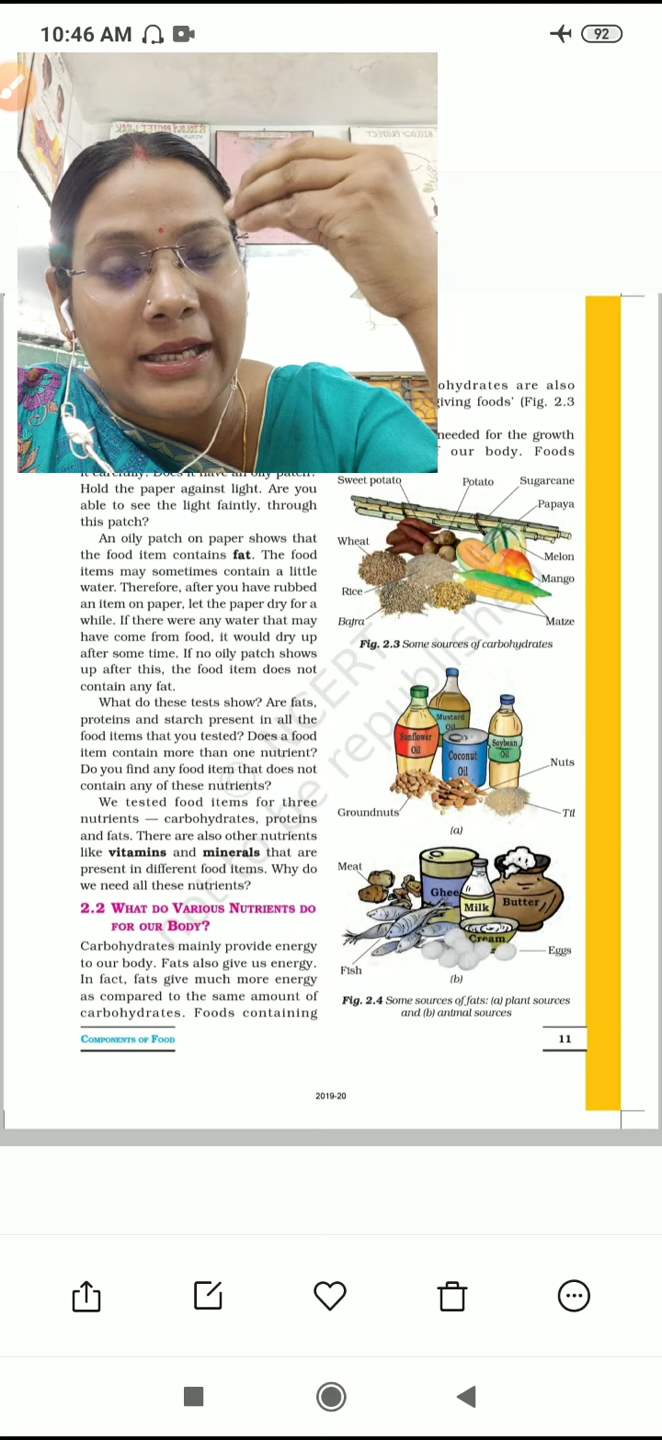 10:46 AM
92
ohydrates are also
giving foods' (Fig. 2.3
needed for the growth
our body. Foods
it carefully. Does it have an oily patch?
Hold the paper against light. Are you
able to see the light faintly, through
this patch?
An oily patch on paper shows that
the food item contains fat. The food
items may sometimes contain a little
water. Therefore, after you have rubbed
an item on paper, let the paper dry for a
while. If there were any water that may
have come from food, it would dry up
after some time. If no oily patch shows
up after this, the food item does not
contain any fat.
What do these tests show? Are fats,
proteins and starch present in all the
food items that you tested? Does a food
item contain more than one nutrient?
Do you find any food item that does not
contain any of these nutrients?
We tested food items for three
nutrients — carbohydrates, proteins
and fats. There are also other nutrients
like vitamins and minerals that are
present in different food items. Why do
we need all these nutrients?
2.2 WHAT DO VARIOUS NUTRIENTS DO
FOR OUR BODY?
Carbohydrates mainly provide energy
to our body. Fats also give us energy.
In fact, fats give much more energy
as compared to the same amount of
carbohydrates. Foods containing
Sweet potato
Potato
Sugarcane
Papaya
Wheat
Melon
Mango
Rice
Bajra
Maize
Fig. 2.3 Some sources of carbohydrates
Mustard
Oil
Sunflower
Oil
Coconut
Oil
Soybean
Oil
Nuts
Groundnuts
Til
(a)
Meat
Ghee
Milk
Butter
Cream
Eggs
Fish
(b)
Fig. 2.4 Some sources of fats: (a) plant sources
and (b) animal sources
COMPONENTS OF FOOD
11
2019-20
© NCERT
not to be republished